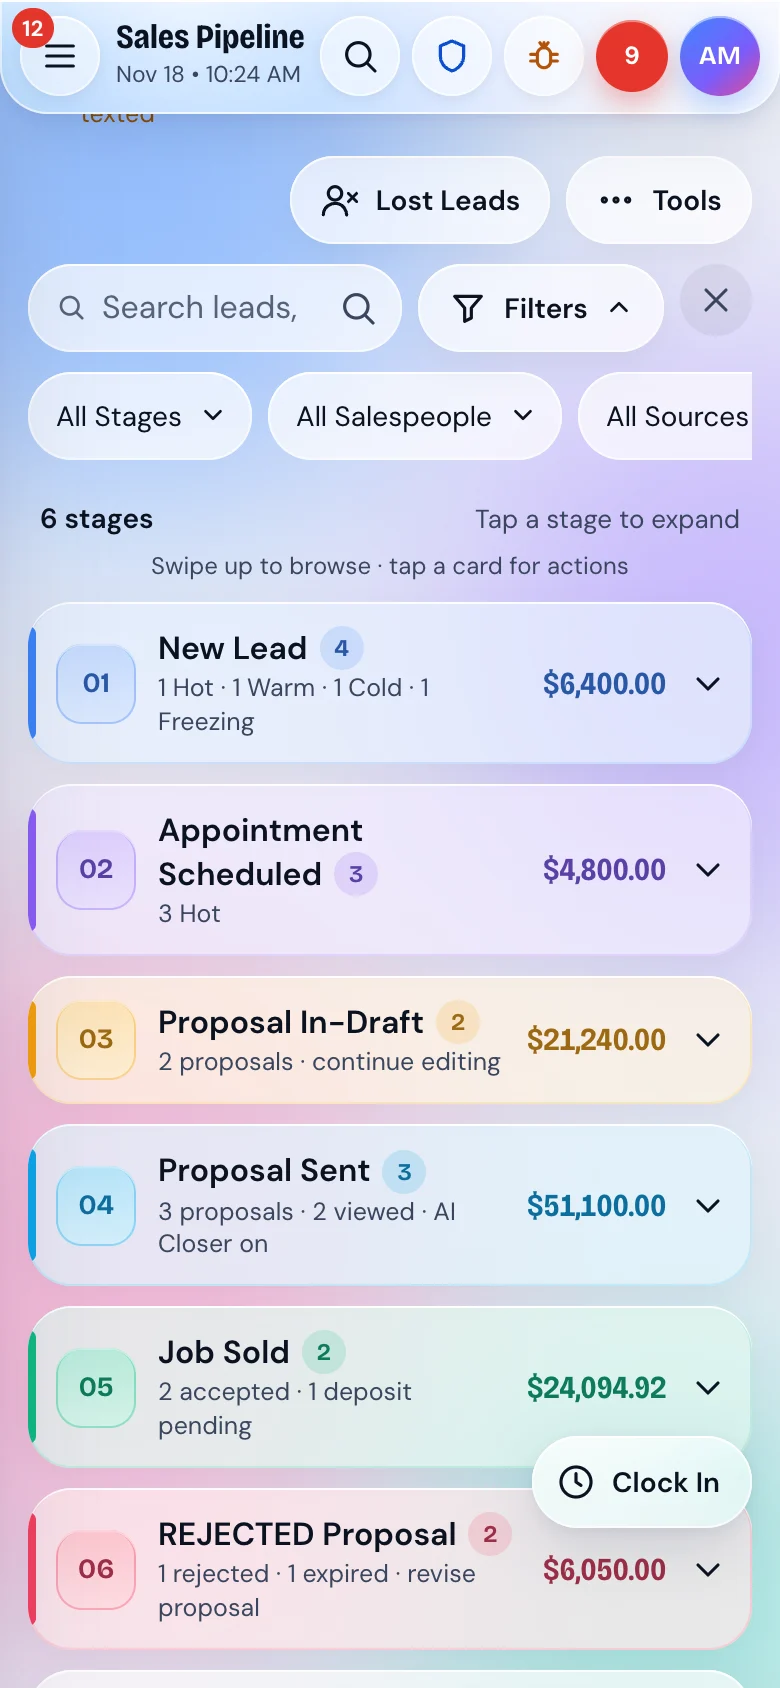 12
Sales Pipeline
Nov 18 • 10:24 AM
9
AM
texted
Lost Leads
Tools
Search leads,
Filters
All Stages
All Salespeople
All Sources
6 stages
Tap a stage to expand
Swipe up to browse · tap a card for actions
01
New Lead 4
1 Hot · 1 Warm · 1 Cold · 1
Freezing
$6,400.00
02
Appointment
Scheduled 3
3 Hot
$4,800.00
03
Proposal In-Draft 2
2 proposals · continue editing
$21,240.00
04
Proposal Sent 3
3 proposals · 2 viewed · AI
Closer on
$51,100.00
05
Job Sold 2
2 accepted · 1 deposit
pending
$24,094.92
Clock In
06
REJECTED Proposal 2
1 rejected · 1 expired · revise
proposal
$6,050.00